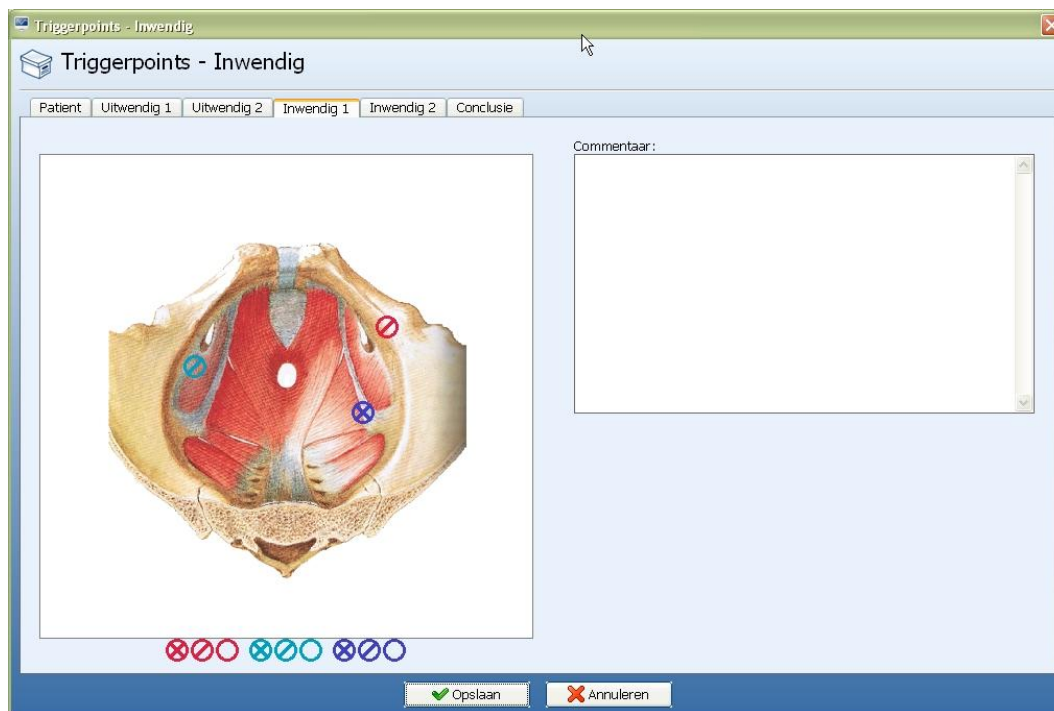 Triggerpoints - Inwendig
Triggerpoints - Inwendig
Patient Uitwendig 1 Uitwendig 2 Inwendig 1 Inwendig 2 Conclusie
Commentaar:
Opslaan Annuleren